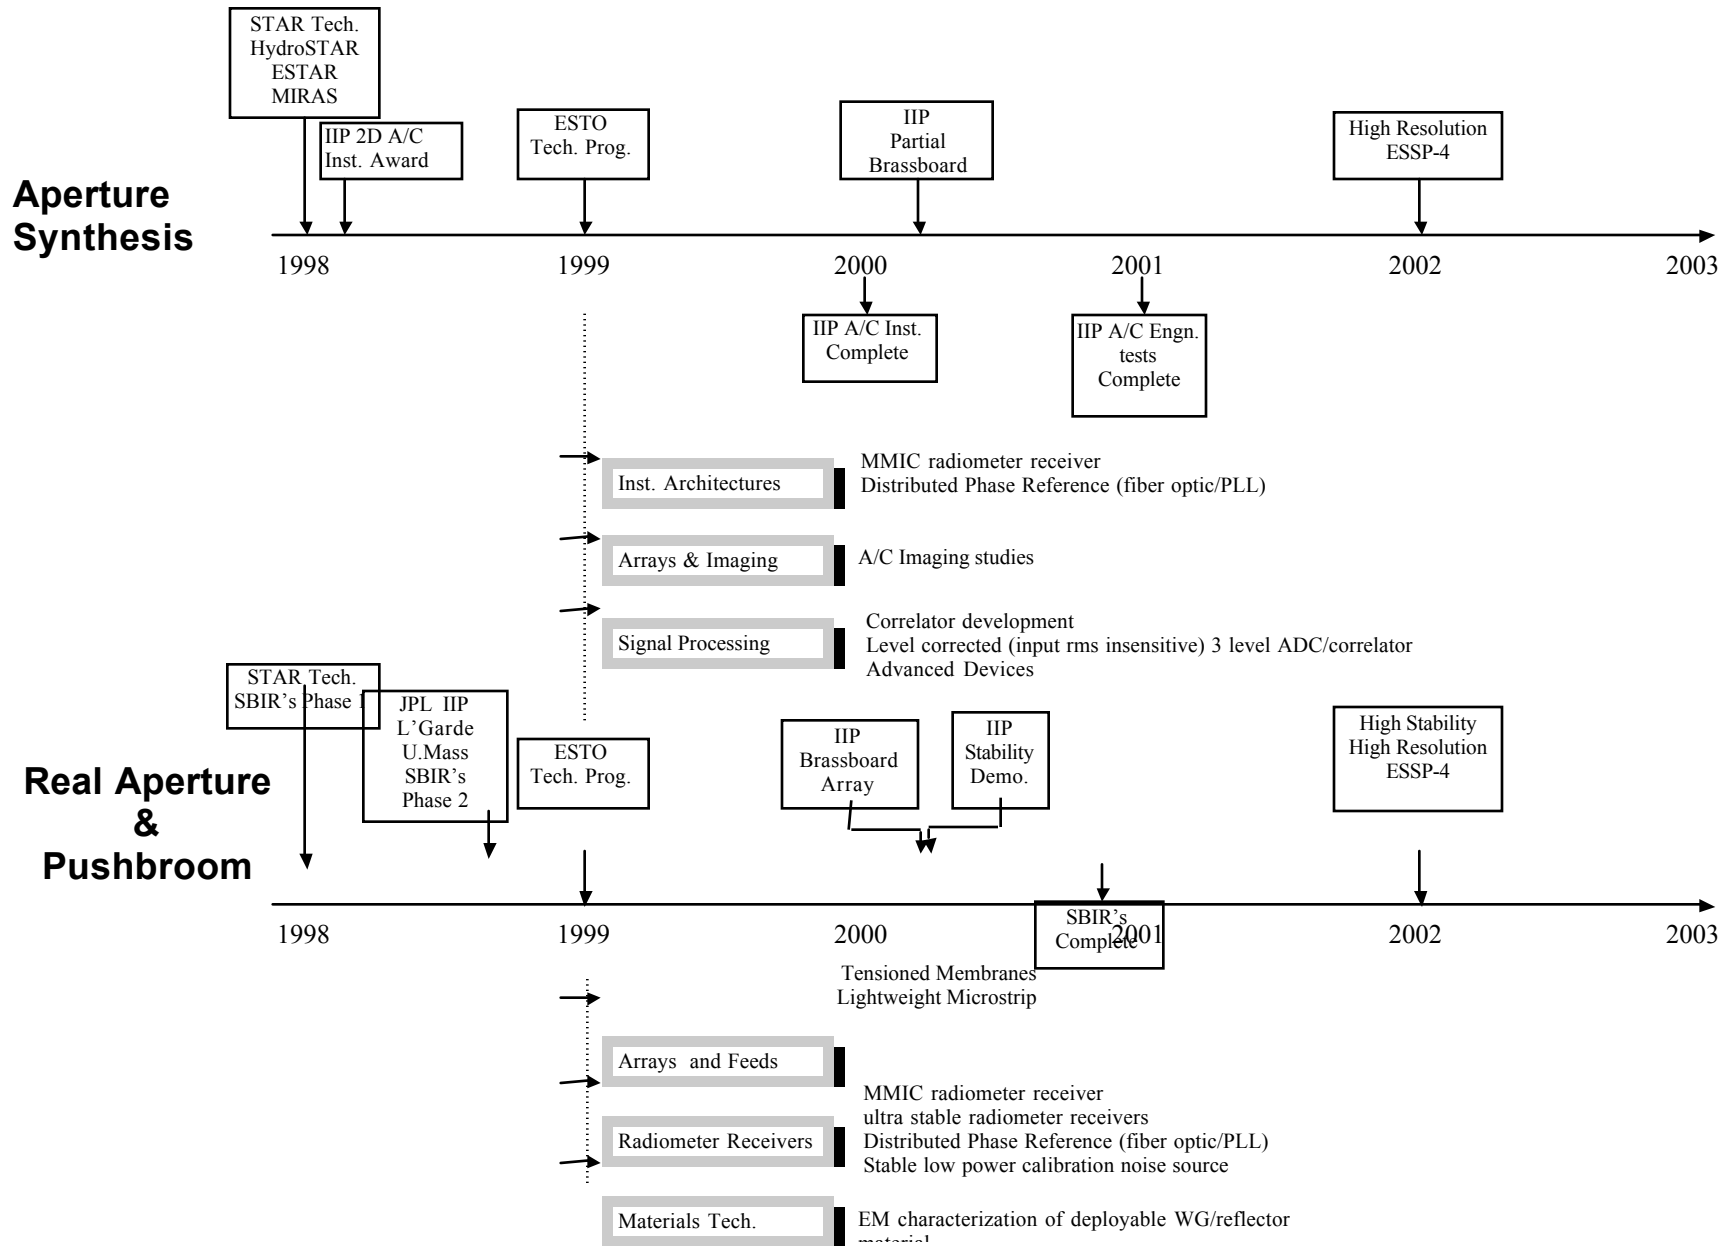 STAR Tech.
HydroSTAR
ESTAR
MIRAS
IIP 2D A/C
Inst. Award
ESTO
Tech. Prog.
IIP
Partial
Brassboard
High Resolution
ESSP-4
Aperture
Synthesis
1998 1999 2000 2001 2002 2003
IIP A/C Inst.
Complete
IIP A/C Engn.
tests
Complete
Inst. Architectures
MMIC radiometer receiver
Distributed Phase Reference (fiber optic/PLL)
Arrays & Imaging
A/C Imaging studies
Signal Processing
Correlator development
Level corrected (input rms insensitive) 3 level ADC/correlator
Advanced Devices
STAR Tech.
SBIR's Phase 1
JPL IIP
L'Garde
U.Mass
SBIR's
Phase 2
ESTO
Tech. Prog.
IIP
Brassboard
Array
IIP
Stability
Demo.
High Stability
High Resolution
ESSP-4
Real Aperture
&
Pushbroom
1998 1999 2000 2001 2002 2003
SBIR's
Complete
Tensioned Membranes
Lightweight Microstrip
Arrays and Feeds
MMIC radiometer receiver
ultra stable radiometer receivers
Distributed Phase Reference (fiber optic/PLL)
Stable low power calibration noise source
Radiometer Receivers
Materials Tech.
EM characterization of deployable WG/reflector
material